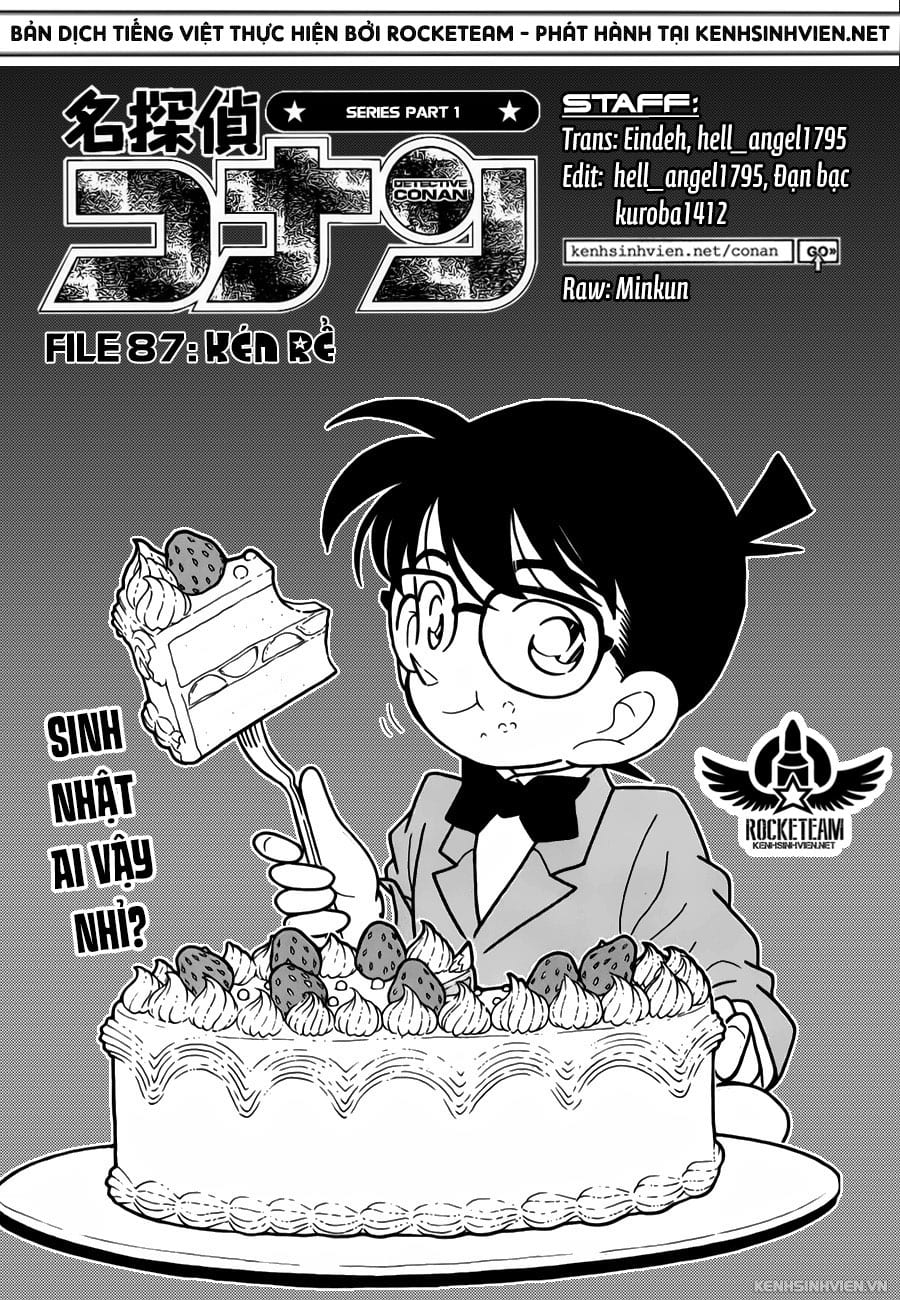 BẢN DỊCH TIẾNG VIỆT THỰC HIỆN BỞI ROCKETEAM - PHÁT HÀNH TẠI KENHSINHVIEN.NET
名探偵
★ SERIES PART 1 ★
コナン
DETECTIVE
CONAN
FILE 87: KÉN RỂ
STAFF:
Trans: Eindeh, hell_angel1795
Edit: hell_angel1795, Đạn bạc
kuroba1412
kenhsinhvien.net/conan GO»
Raw: Minkun
SINH
NHẬT
AI VẬY
NHỈ?
ROCKETEAM
KENHSINHVIEN.NET
KENHSINHVIEN.VN